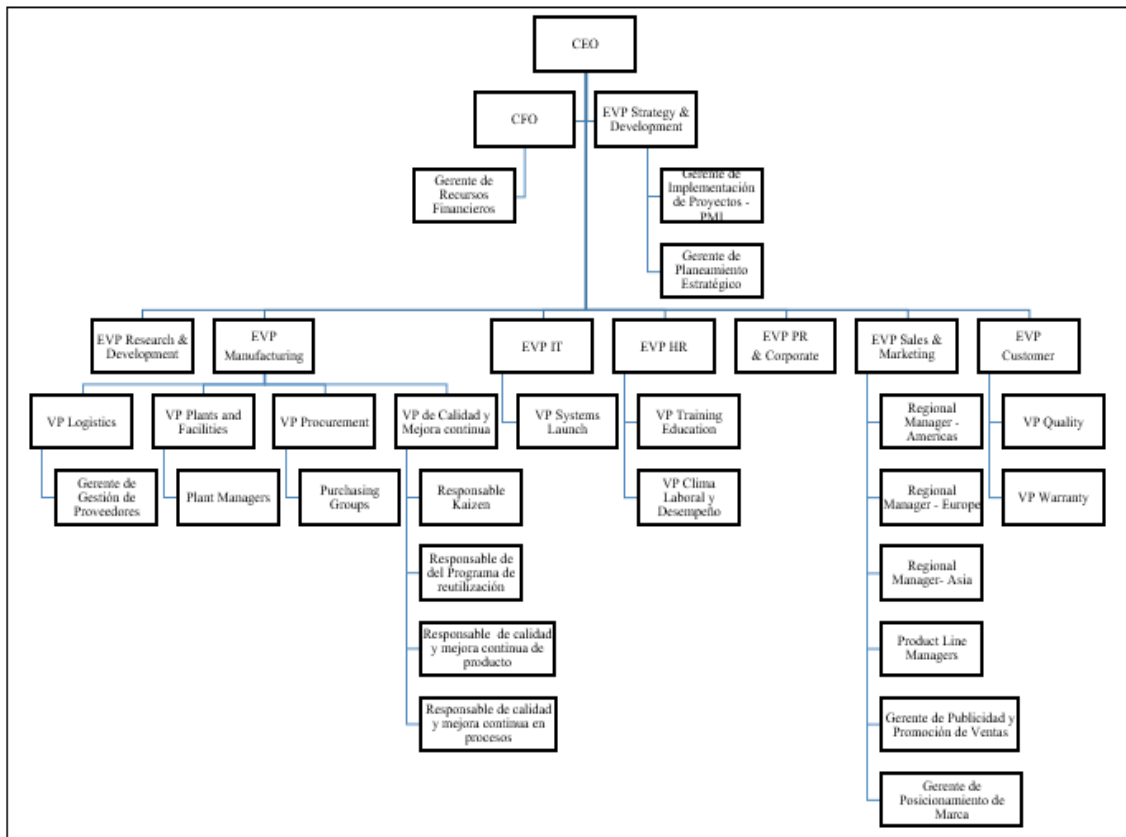 CEO
CFO
EVP Strategy &
Development
Gerente de
Recursos
Financieros
Gerente de
Implementación
de Proyectos -
PMI
Gerente de
Planeamiento
Estratégico
EVP Research &
Development
EVP
Manufacturing
EVP IT
EVP HR
EVP PR
& Corporate
EVP Sales &
Marketing
EVP
Customer
VP Logistics
VP Plants and
Facilities
VP Procurement
VP de Calidad y
Mejora continua
VP Systems
Launch
VP Training
Education
Regional
Manager -
Americas
VP Quality
Gerente de
Gestión de
Proveedores
Plant Managers
Purchasing
Groups
Responsable
Kaizen
VP Clima
Laboral y
Desempeño
Regional
Manager - Europe
VP Warranty
Responsable de
del Programa de
reutilización
Regional
Manager- Asia
Responsable de calidad
y mejora continua de
producto
Product Line
Managers
Responsable de calidad
y mejora continua en
procesos
Gerente de Publicidad y
Promoción de Ventas
Gerente de
Posicionamiento de
Marca